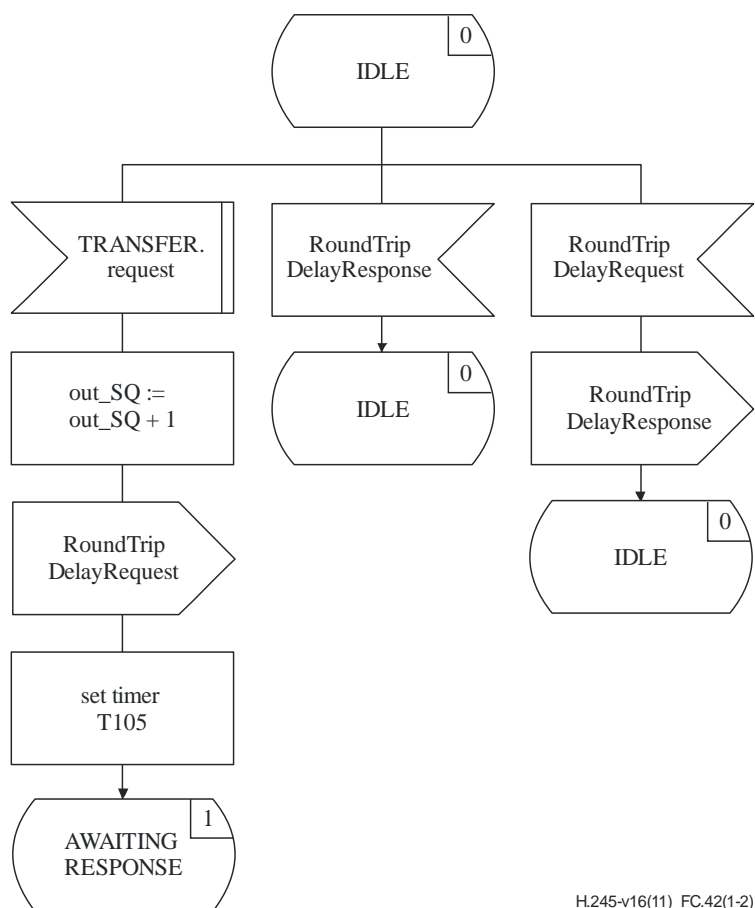 0
IDLE
TRANSFER.
request
RoundTrip
DelayResponse
RoundTrip
DelayRequest
out_SQ :=
out_SQ + 1
0
IDLE
RoundTrip
DelayResponse
RoundTrip
DelayRequest
0
IDLE
set timer
T105
1
AWAITING
RESPONSE
H.245-v16(11)_FC.42(1-2)